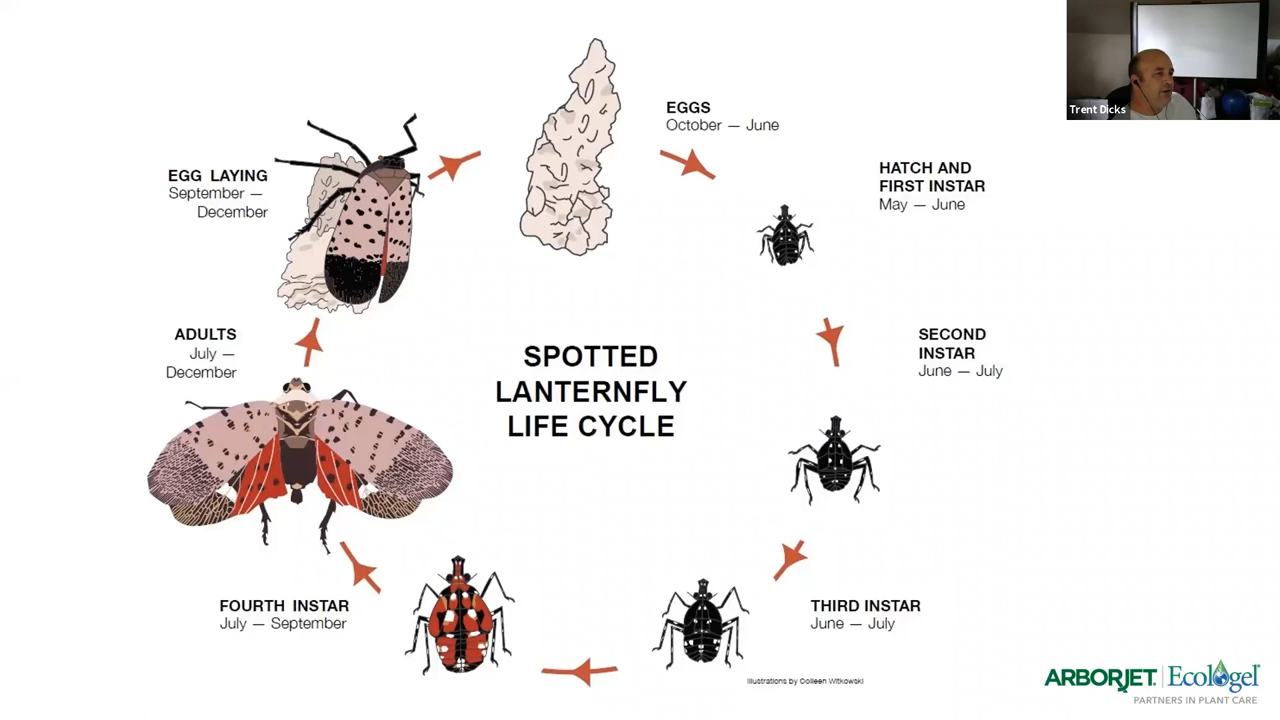 Trent Dicks
EGGS
October — June
HATCH AND
FIRST INSTAR
May — June
EGG LAYING
September —
December
SECOND
INSTAR
June — July
ADULTS
July —
December
SPOTTED
LANTERNFLY
LIFE CYCLE
FOURTH INSTAR
July — September
THIRD INSTAR
June — July
Illustrations by Colleen Witkowski
ARBORJET | Ecologel
PARTNERS IN PLANT CARE